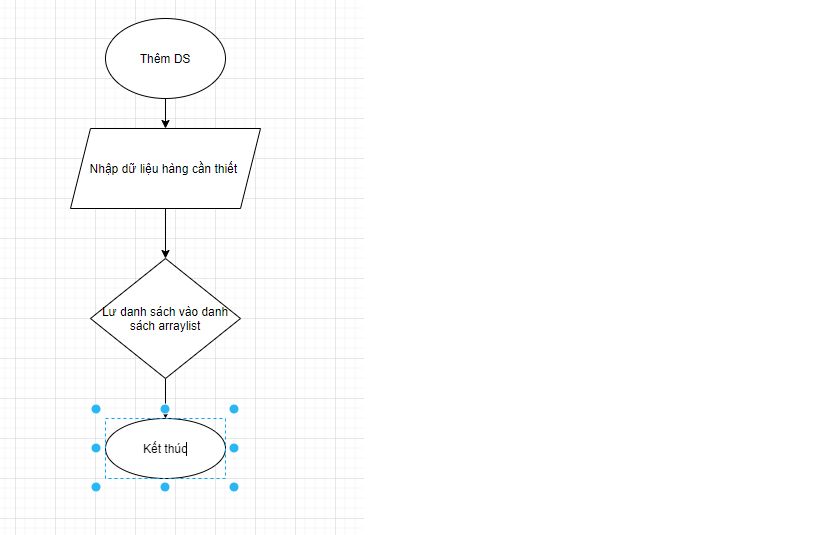 Thêm DS
Nhập dữ liệu hàng cần thiết
Lư danh sách vào danh
sách arraylist
Kết thúc